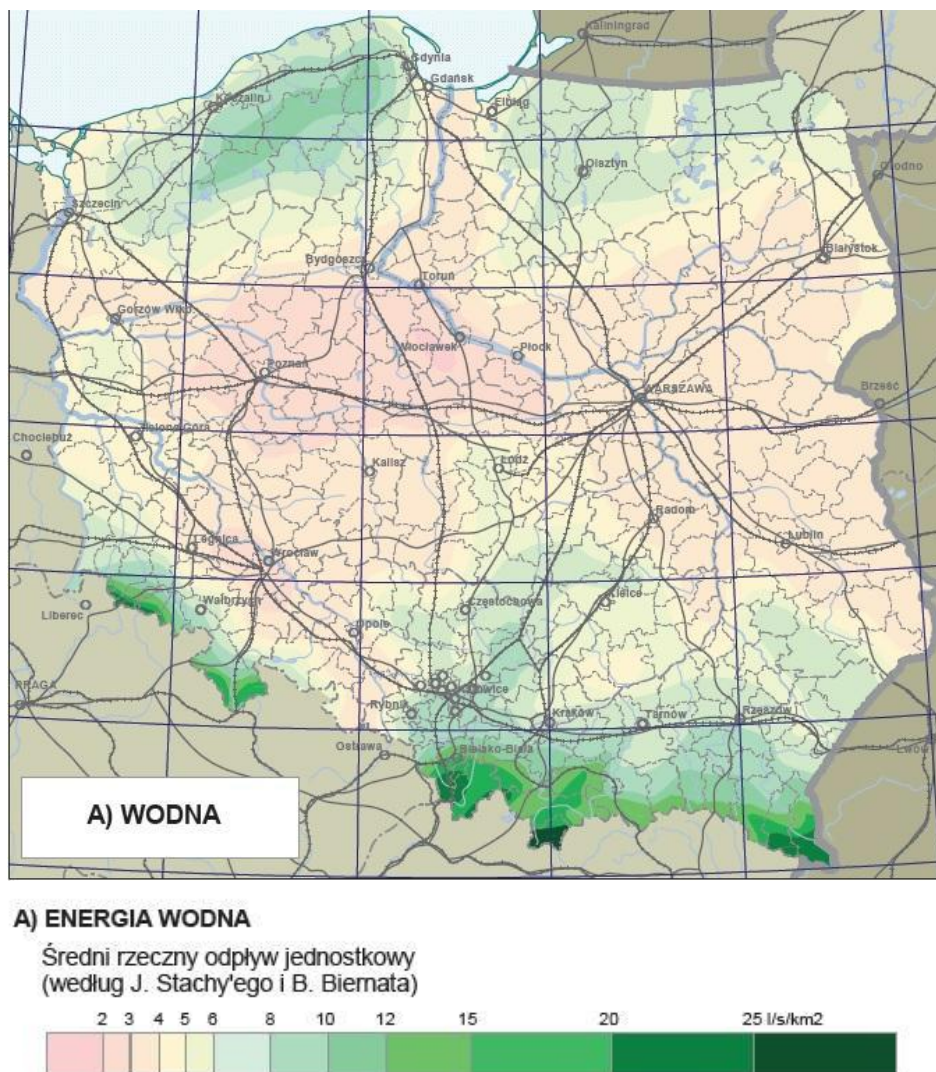 Kaliningrad
Gdynia
Gdańsk
Koszalin
Elbląg
Olsztyn
Grodno
Szczecin
Białystok
Bydgoszcz
Toruń
Gorzów Wlkp.
Włocławek
Płock
Poznań
WARSZAWA
Brześć
Zielona Góra
Chociebuż
Kalisz
Łódź
Radom
Lublin
Legnica
Wrocław
Liberec
Wałbrzych
Częstochowa
Kielce
Opole
PRAGA
Katowice
Rybnik
Kraków
Tarnów
Rzeszów
Ostrawa
Bielsko-Biała
Lwów
A) WODNA
A) ENERGIA WODNA
Średni rzeczny odpływ jednostkowy
(według J. Stachy'ego i B. Biernata)
2 3 4 5 6 8 10 12 15 20 25 l/s/km2